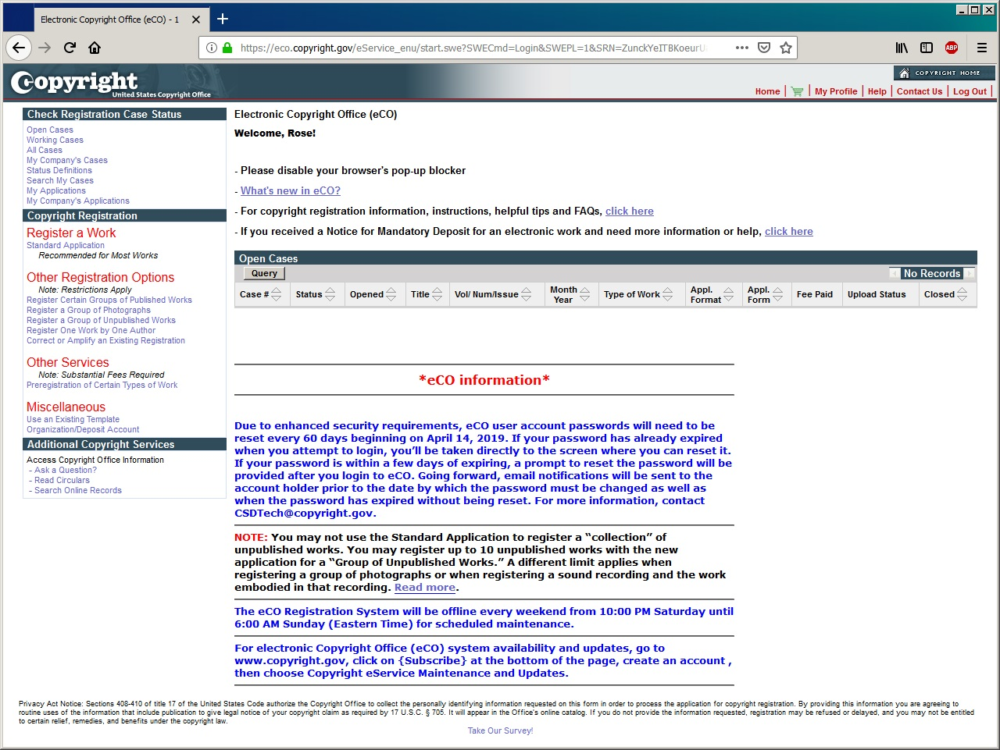 Electronic Copyright Office (eCO) - 1
https://eco.copyright.gov/eService_enu/start.swe?SWECmd=Login&SWEPL=1&SRN=ZunckYeITBKoeurU
ABP
Copyright
United States Copyright Office
COPYRIGHT HOME
Home | My Profile | Help | Contact Us | Log Out |
Check Registration Case Status
Open Cases
Working Cases
All Cases
My Company's Cases
Status Definitions
Search My Cases
My Applications
My Company's Applications
Copyright Registration
Register a Work
Standard Application
Recommended for Most Works
Other Registration Options
Note: Restrictions Apply
Register Certain Groups of Published Works
Register a Group of Photographs
Register a Group of Unpublished Works
Register One Work by One Author
Correct or Amplify an Existing Registration
Other Services
Note: Substantial Fees Required
Preregistration of Certain Types of Work
Miscellaneous
Use an Existing Template
Organization/Deposit Account
Additional Copyright Services
Access Copyright Office Information
- Ask a Question?
- Read Circulars
- Search Online Records
Electronic Copyright Office (eCO)
Welcome, Rose!
- Please disable your browser's pop-up blocker
- What's new in eCO?
- For copyright registration information, instructions, helpful tips and FAQs, click here
- If you received a Notice for Mandatory Deposit for an electronic work and need more information or help, click here
Open Cases
Query No Records
Case # Status Opened Title Vol/ Num/Issue Month Year Type of Work Appl. Format Appl. Form Fee Paid Upload Status Closed
*eCO information*
Due to enhanced security requirements, eCO user account passwords will need to be
reset every 60 days beginning on April 14, 2019. If your password has already expired
when you attempt to login, you’ll be taken directly to the screen where you can reset it.
If your password is within a few days of expiring, a prompt to reset the password will be
provided after you login to eCO. Going forward, email notifications will be sent to the
account holder prior to the date by which the password must be changed as well as
when the password has expired without being reset. For more information, contact
CSDTech@copyright.gov.
NOTE: You may not use the Standard Application to register a “collection” of
unpublished works. You may register up to 10 unpublished works with the new
application for a “Group of Unpublished Works.” A different limit applies when
registering a group of photographs or when registering a sound recording and the work
embodied in that recording. Read more.
The eCO Registration System will be offline every weekend from 10:00 PM Saturday until
6:00 AM Sunday (Eastern Time) for scheduled maintenance.
For electronic Copyright Office (eCO) system availability and updates, go to
www.copyright.gov, click on {Subscribe} at the bottom of the page, create an account ,
then choose Copyright eService Maintenance and Updates.
Privacy Act Notice: Sections 408-410 of title 17 of the United States Code authorize the Copyright Office to collect the personally identifying information requested on this form in order to process the application for copyright registration. By providing this information you are agreeing to
routine uses of the information that include publication to give legal notice of your copyright claim as required by 17 U.S.C. § 705. It will appear in the Office's online catalog. If you do not provide the information requested, registration may be refused or delayed, and you may not be entitled
to certain relief, remedies, and benefits under the copyright law.
Take Our Survey!